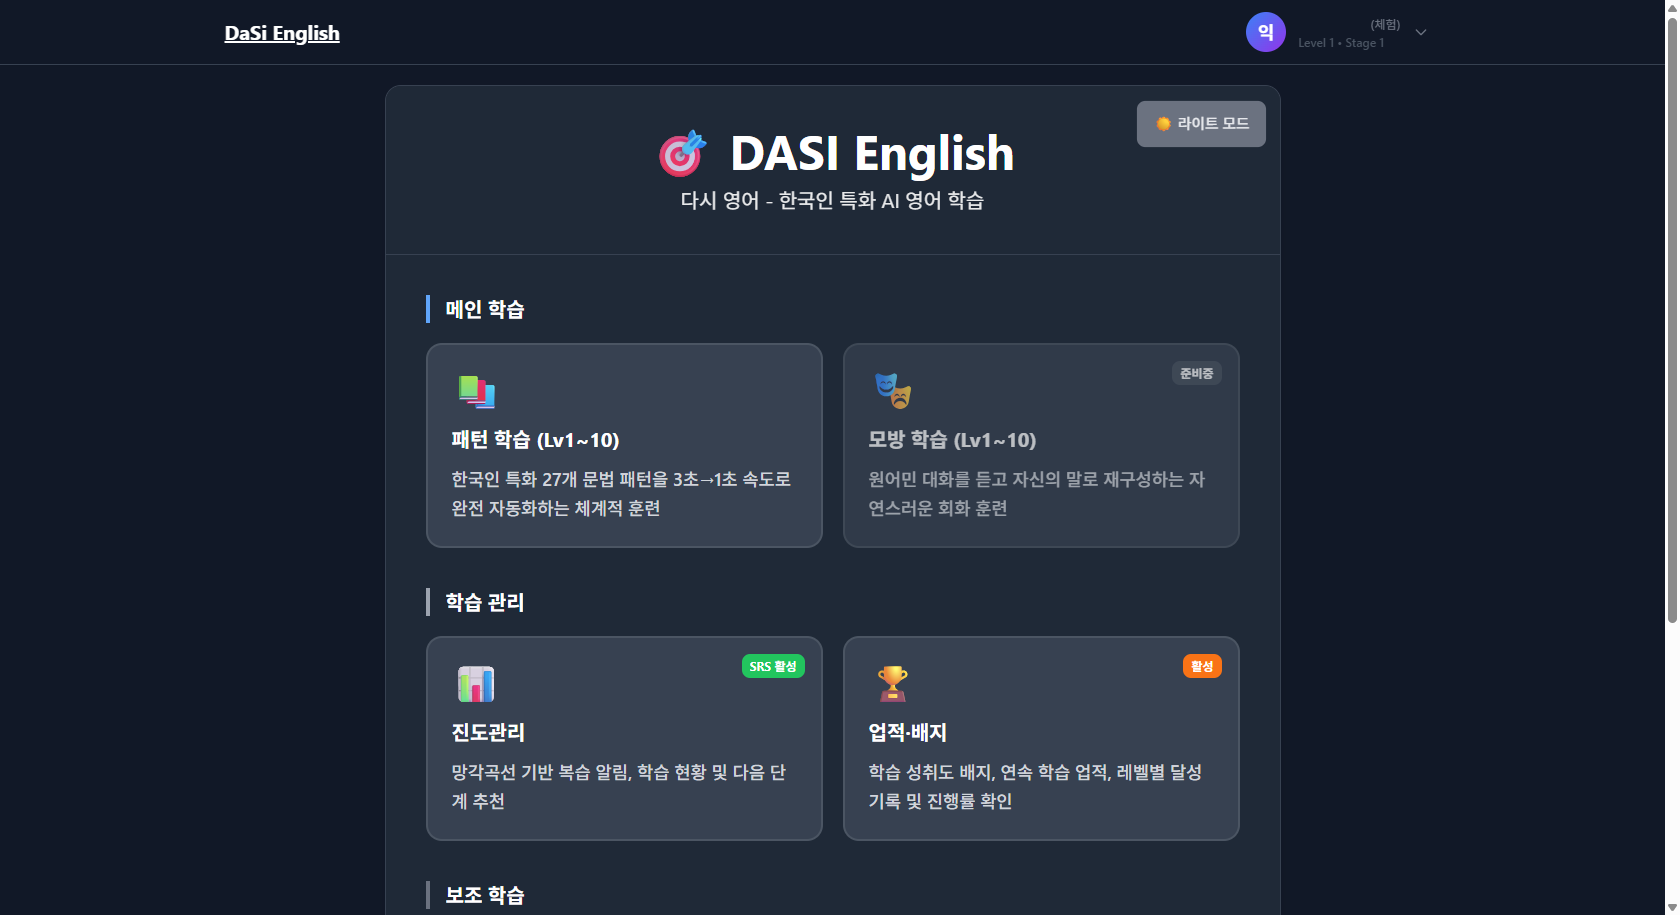 DaSi English
익
(체험)
Level 1 • Stage 1
라이트 모드
DASI English
다시 영어 - 한국인 특화 AI 영어 학습
메인 학습
패턴 학습 (Lv1~10)
한국인 특화 27개 문법 패턴을 3초→1초 속도로
완전 자동화하는 체계적 훈련
준비중
모방 학습 (Lv1~10)
원어민 대화를 듣고 자신의 말로 재구성하는 자
연스러운 회화 훈련
학습 관리
SRS 활성
진도관리
망각곡선 기반 복습 알림, 학습 현황 및 다음 단
계 추천
활성
업적·배지
학습 성취도 배지, 연속 학습 업적, 레벨별 달성
기록 및 진행률 확인
보조 학습